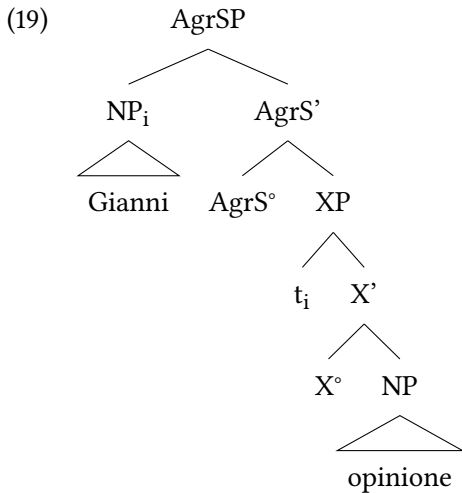 (19) AgrSP
NPi AgrS’
Gianni AgrS° XP
ti X’
X° NP
opinione